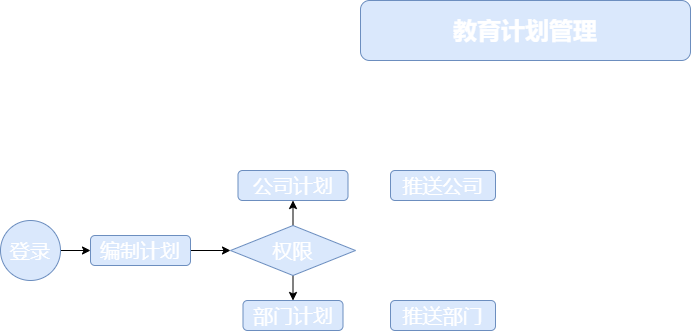 教育计划管理
公司计划
推送公司
登录
编制计划
权限
部门计划
推送部门